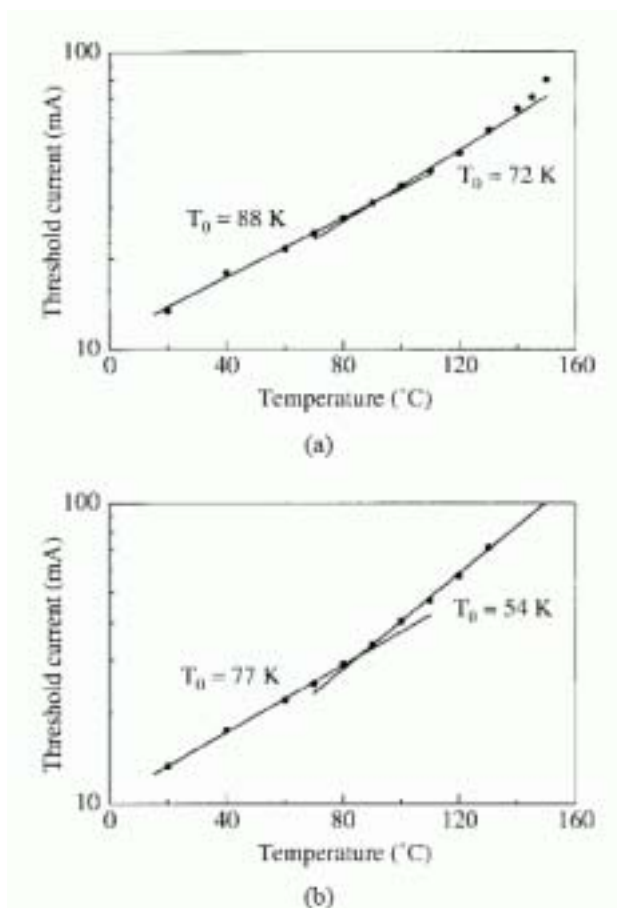 100
Threshold current (mA)
T₀ = 88 K
T₀ = 72 K
10
0 40 80 120 160
Temperature (˚C)
(a)
100
Threshold current (mA)
T₀ = 77 K
T₀ = 54 K
10
0 40 80 120 160
Temperature (˚C)
(b)